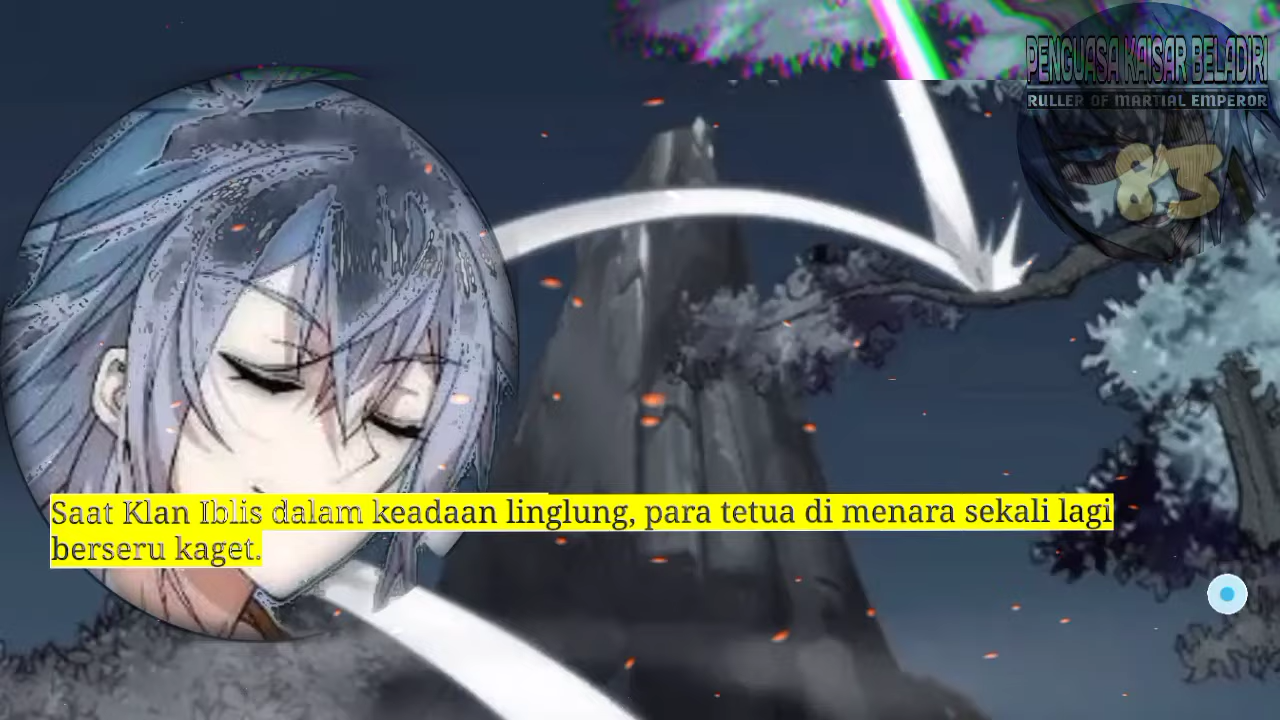 PENGUASA KAISAR BELADIRI
RULLER OF MARTIAL EMPEROR
83
Saat Klan Iblis dalam keadaan linglung, para tetua di menara sekali lagi
berseru kaget.